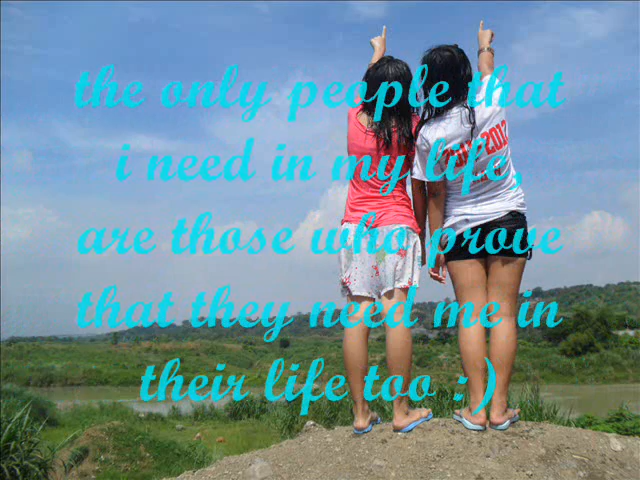 the only people that
i need in my life,
are those who prove
that they need me in
their life too :)
2012